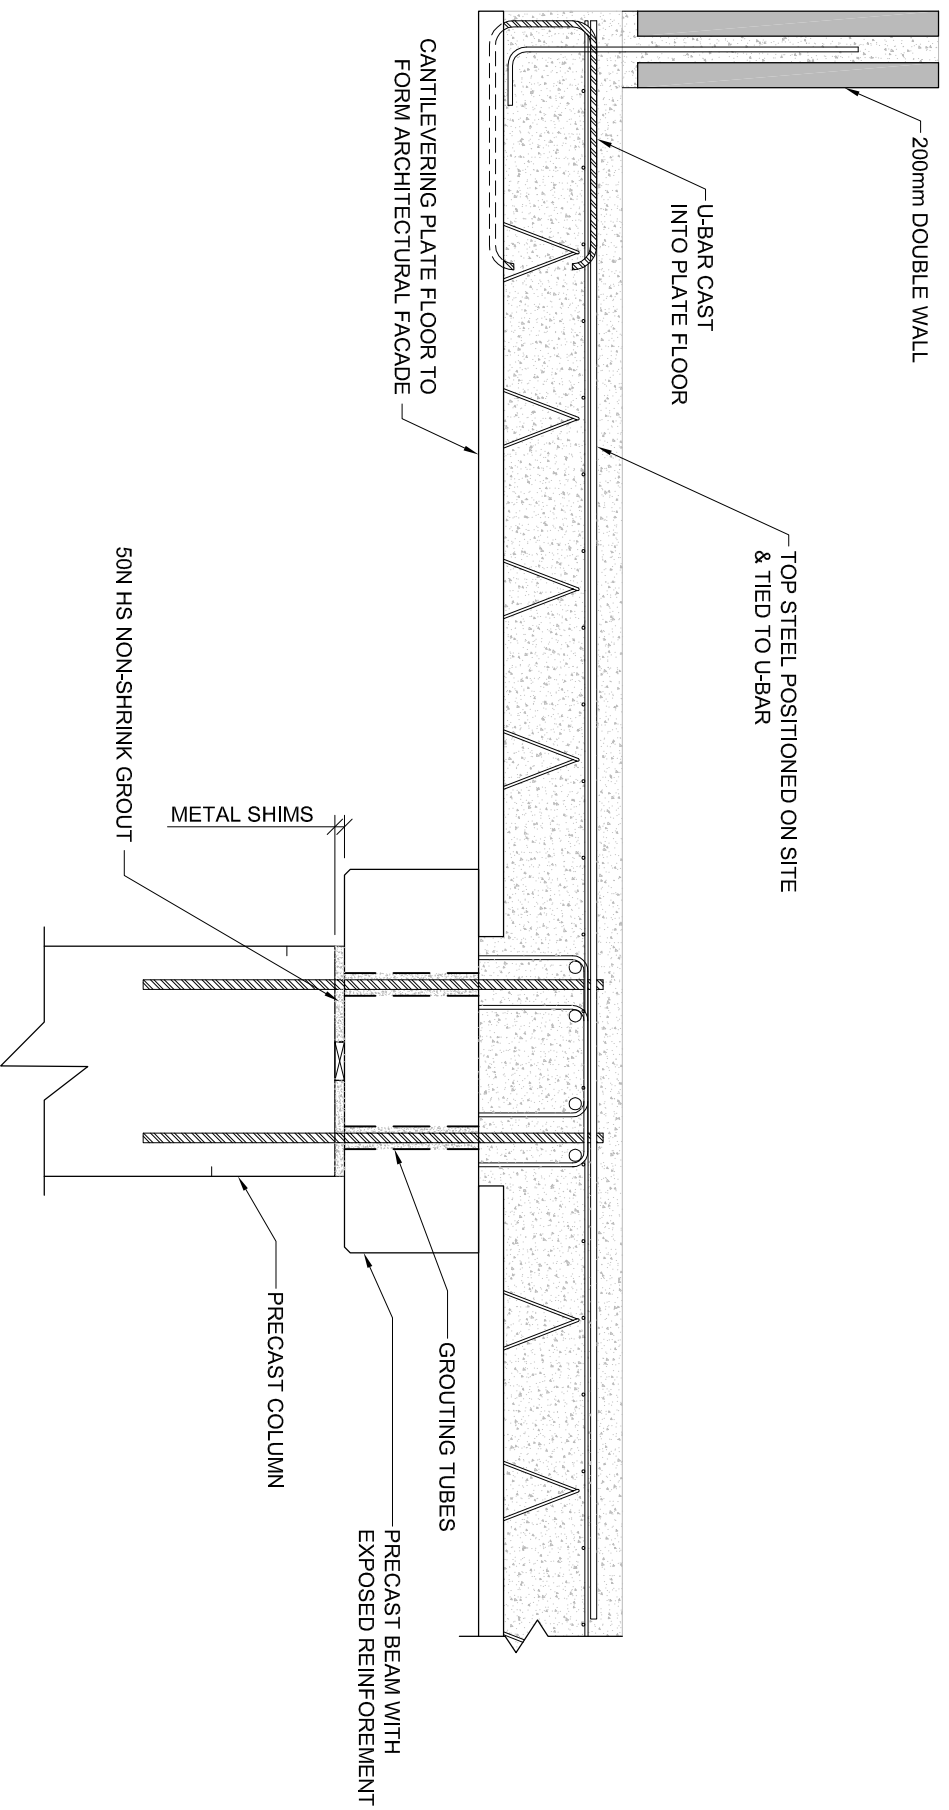 200mm DOUBLE WALL
U-BAR CAST
INTO PLATE FLOOR
TOP STEEL POSITIONED ON SITE
& TIED TO U-BAR
CANTILEVERING PLATE FLOOR TO
FORM ARCHITECTURAL FACADE
50N HS NON-SHRINK GROUT
METAL SHIMS
GROUTING TUBES
PRECAST BEAM WITH
EXPOSED REINFOREMENT
PRECAST COLUMN